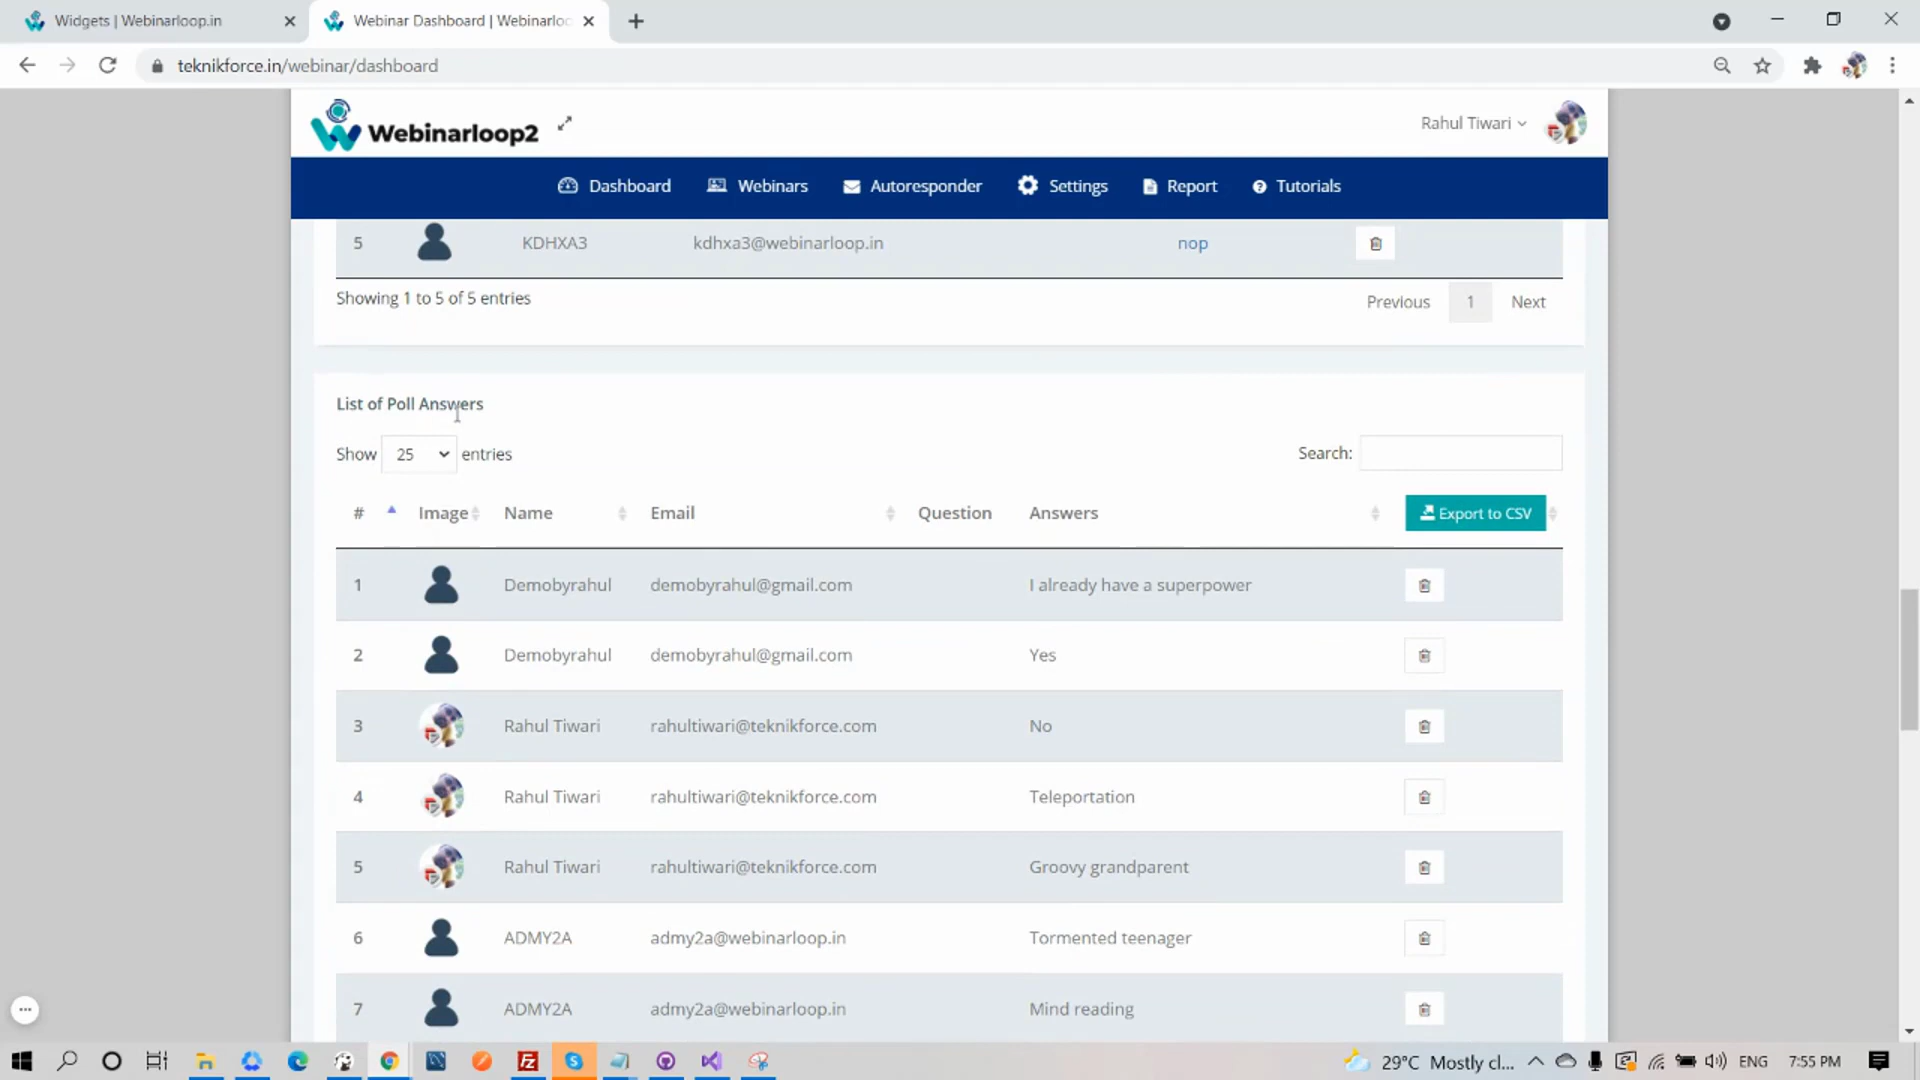 Widgets | Webinarloop.in
Webinar Dashboard | Webinarloo
teknikforce.in/webinar/dashboard
Webinarloop2
Rahul Tiwari
Dashboard Webinars Autoresponder Settings Report Tutorials
5 KDHXA3 kdhxa3@webinarloop.in nop
Showing 1 to 5 of 5 entries
Previous 1 Next
List of Poll Answers
Show 25 entries Search:
# Image Name Email Question Answers Export to CSV
1 Demobyrahul demobyrahul@gmail.com I already have a superpower
2 Demobyrahul demobyrahul@gmail.com Yes
3 Rahul Tiwari rahultiwari@teknikforce.com No
4 Rahul Tiwari rahultiwari@teknikforce.com Teleportation
5 Rahul Tiwari rahultiwari@teknikforce.com Groovy grandparent
6 ADMY2A admy2a@webinarloop.in Tormented teenager
7 ADMY2A admy2a@webinarloop.in Mind reading
29°C Mostly cl... ENG 7:55 PM